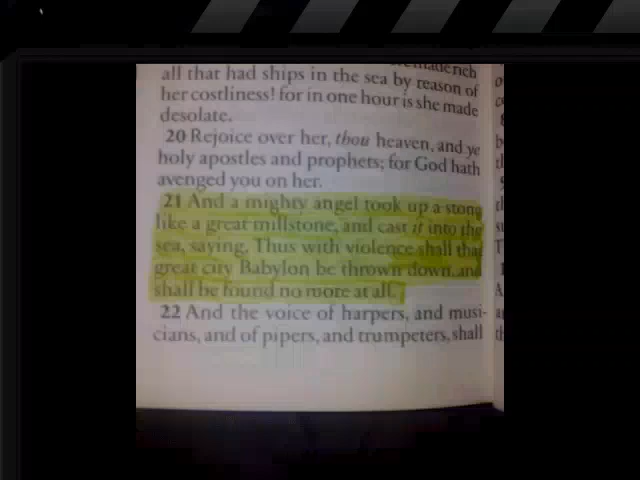 made rich
all that had ships in the sea by reason of
her costliness! for in one hour is she made
desolate.
20 Rejoice over her, thou heaven, and ye
holy apostles and prophets; for God hath
avenged you on her.
21 And a mighty angel took up a stone
like a great millstone, and cast it into the
sea, saying, Thus with violence shall that
great city Babylon be thrown down, and
shall be found no more at all.
22 And the voice of harpers, and musi-
cians, and of pipers, and trumpeters, shall